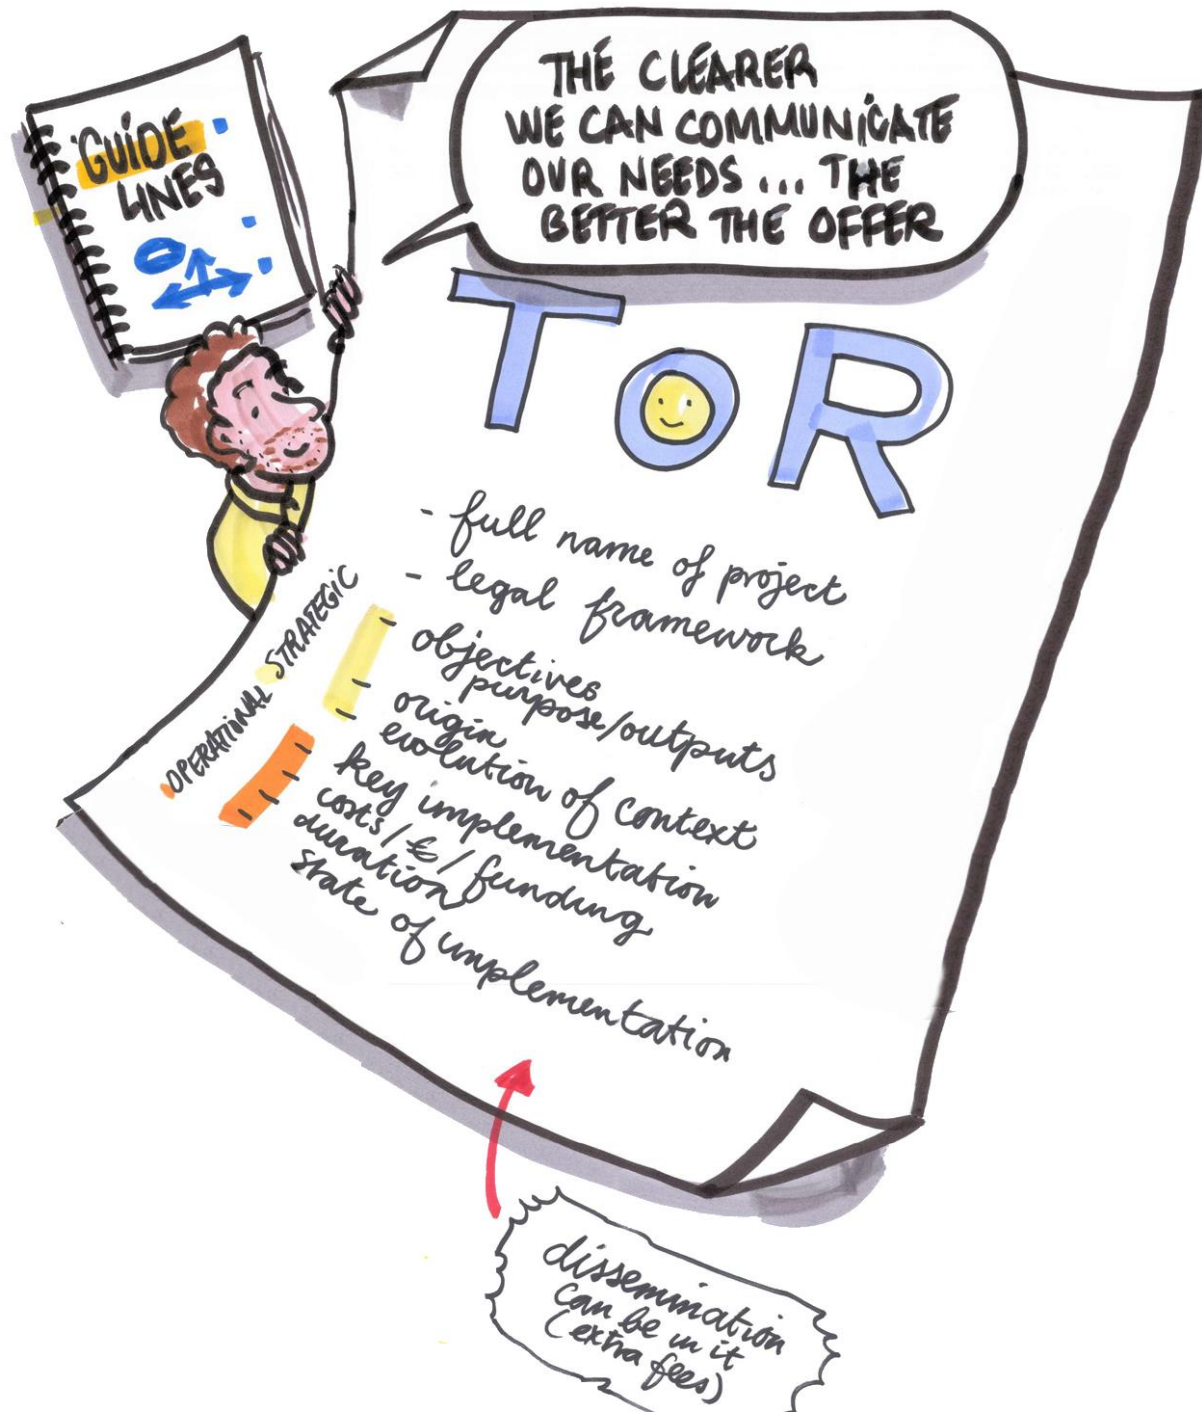 GUIDE
LINES
THE CLEARER
WE CAN COMMUNICATE
OUR NEEDS ... THE
BETTER THE OFFER
TOR
- full name of project
- legal framework
STRATEGIC
- objectives
purpose/outputs
- origin
- evolution of context
OPERATIONAL
- key implementation
- costs/€/funding
- duration
- state of implementation
dissemination
can be in it
(extra fees)